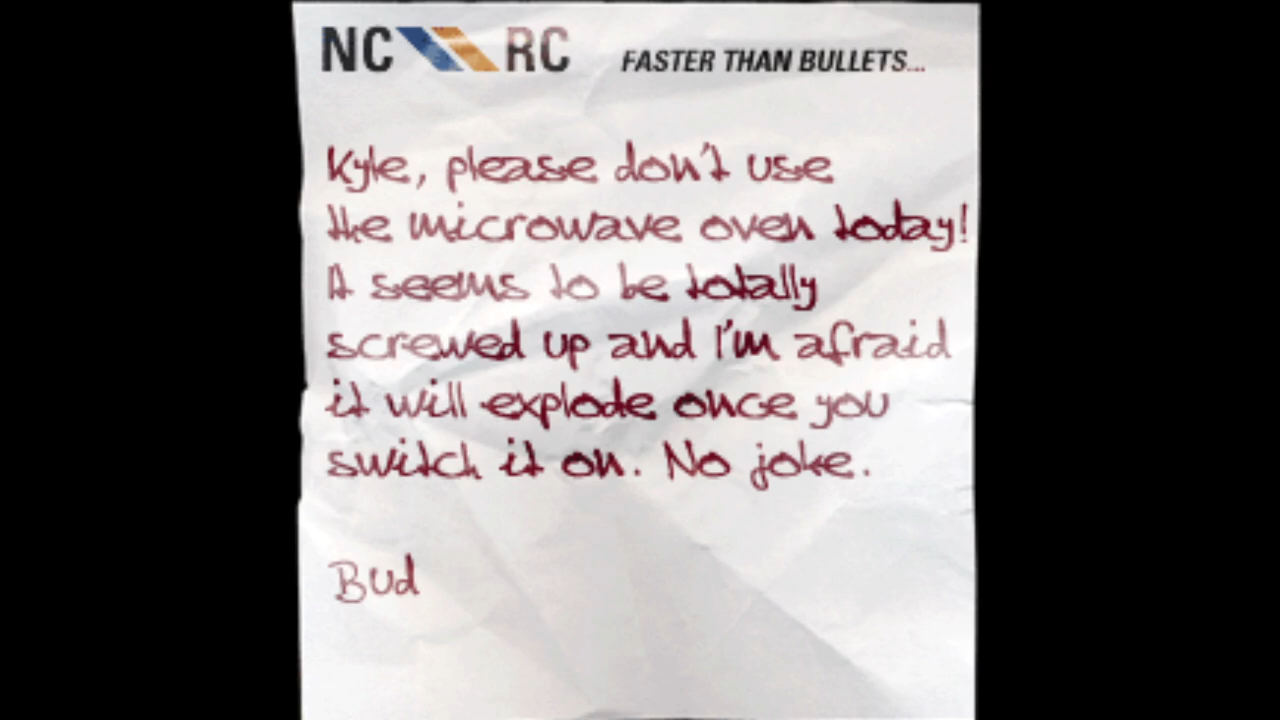 NC RC FASTER THAN BULLETS...
Kyle, please don't use
the microwave oven today!
It seems to be totally
screwed up and I'm afraid
it will explode once you
switch it on. No joke.
Bud